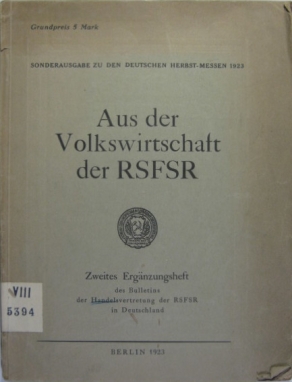 Grundpreis 8 Mark
SONDERAUSGABE ZU DEN DEUTSCHEN HERBST-MESSEN 1923
Aus der
Volkswirtschaft
der RSFSR
Zweites Ergänzungsheft
des Bulletins
der Handelsvertretung der RSFSR
in Deutschland
VIII
5394
BERLIN 1923